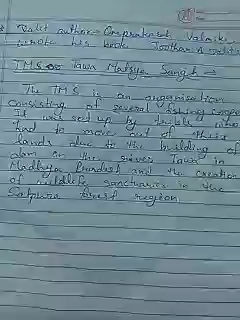 Dalit author - Omprakash Valmiki
wrote his book Joothan. A Dalit's
TMS → Tawa Matsya Sangh →
The TMS is an organisation
consisting of several fishing coope
It was set up by tribals who
had to move out of their
lands due to the building of
dam on the river Tawa in
Madhya Pradesh and the creation
of wildlife sanctuaries in the
Satpura forest region.